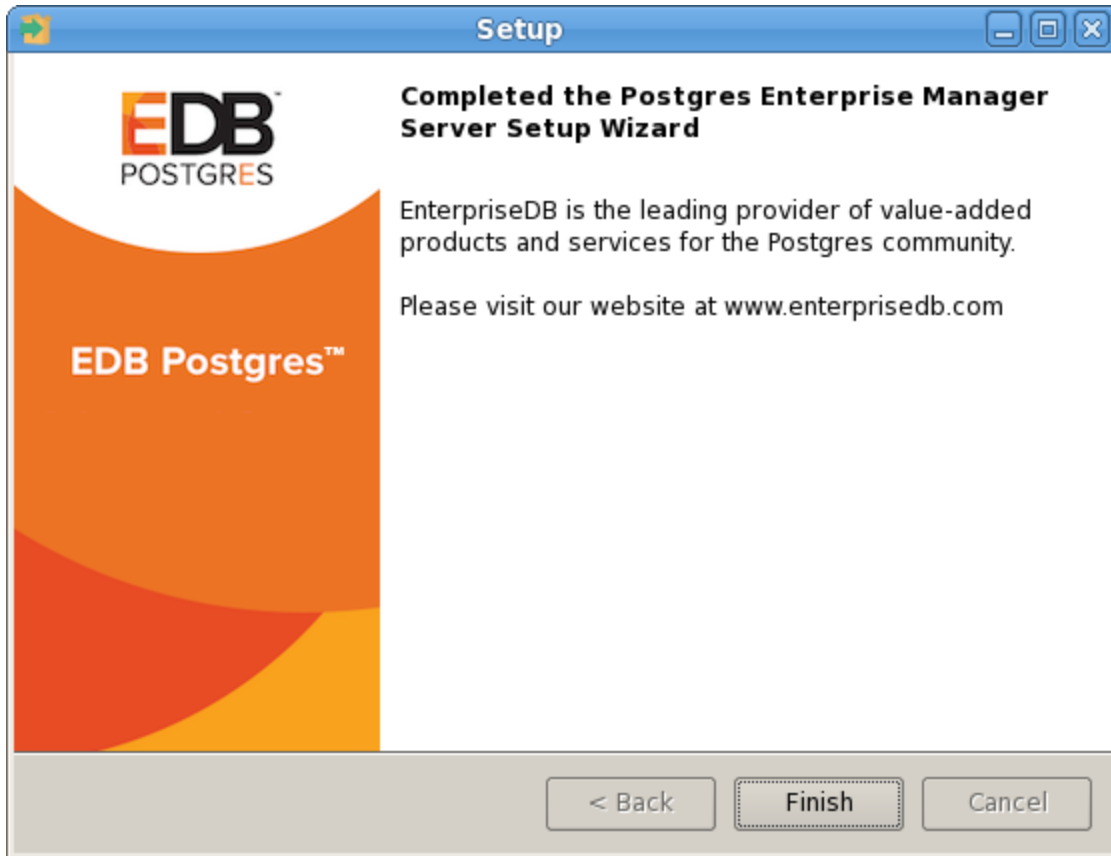 Setup
EDB™
POSTGRES
EDB Postgres™
Completed the Postgres Enterprise Manager
Server Setup Wizard
EnterpriseDB is the leading provider of value-added
products and services for the Postgres community.
Please visit our website at www.enterprisedb.com
< Back
Finish
Cancel